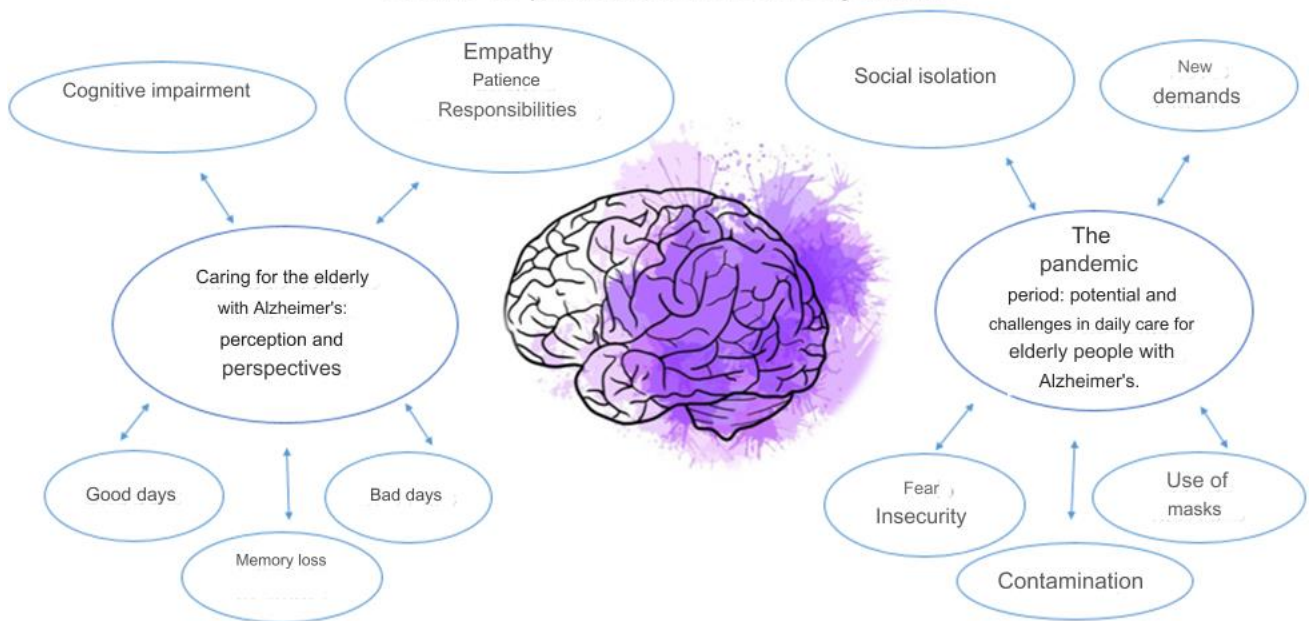 Cognitive impairment
Empathy
Patience
Responsibilities
Caring for the elderly
with Alzheimer's:
perception and
perspectives
Good days
Bad days
Memory loss
Social isolation
New
demands
The
pandemic
period: potential and
challenges in daily care for
elderly people with
Alzheimer's.
Fear
Insecurity
Use of
masks
Contamination